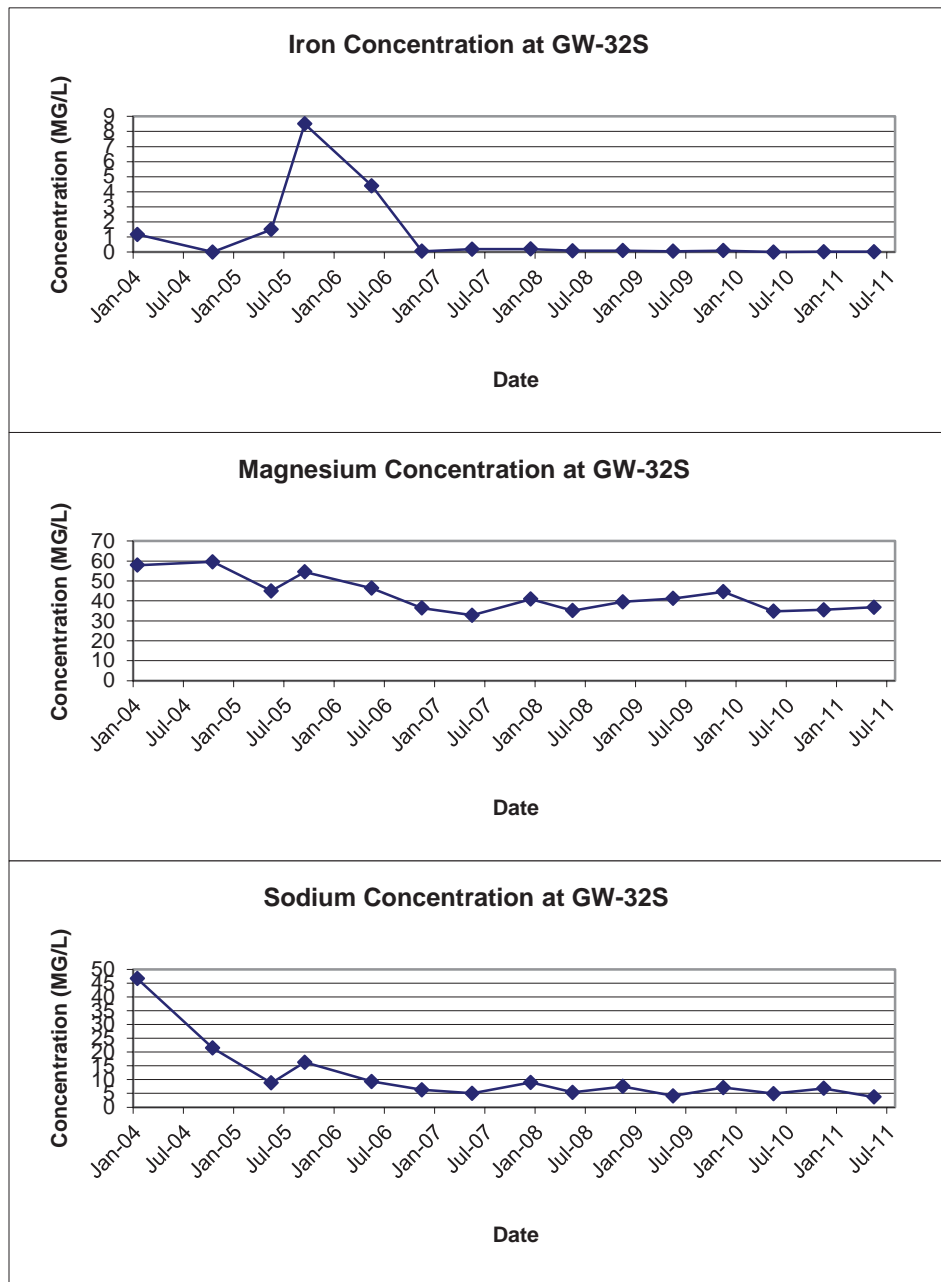 Iron Concentration at GW-32S
Concentration (MG/L)
9
8
7
6
5
4
3
2
1
0
Jan-04 Jul-04 Jan-05 Jul-05 Jan-06 Jul-06 Jan-07 Jul-07 Jan-08 Jul-08 Jan-09 Jul-09 Jan-10 Jul-10 Jan-11 Jul-11
Date
Magnesium Concentration at GW-32S
Concentration (MG/L)
70
60
50
40
30
20
10
0
Jan-04 Jul-04 Jan-05 Jul-05 Jan-06 Jul-06 Jan-07 Jul-07 Jan-08 Jul-08 Jan-09 Jul-09 Jan-10 Jul-10 Jan-11 Jul-11
Date
Sodium Concentration at GW-32S
Concentration (MG/L)
50
45
40
35
30
25
20
15
10
5
0
Jan-04 Jul-04 Jan-05 Jul-05 Jan-06 Jul-06 Jan-07 Jul-07 Jan-08 Jul-08 Jan-09 Jul-09 Jan-10 Jul-10 Jan-11 Jul-11
Date